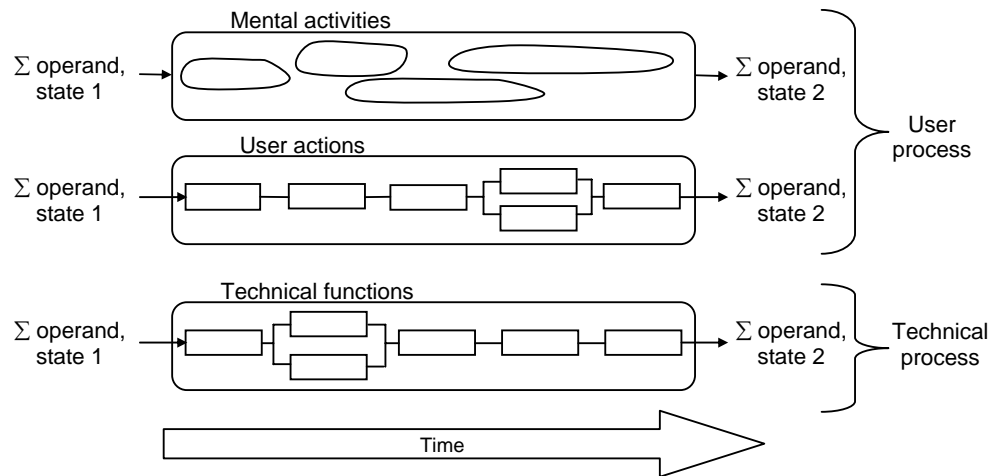 Mental activities
Σ operand,
state 1
Σ operand,
state 2
User
process
User actions
Σ operand,
state 1
Σ operand,
state 2
Technical functions
Σ operand,
state 1
Σ operand,
state 2
Technical
process
Time